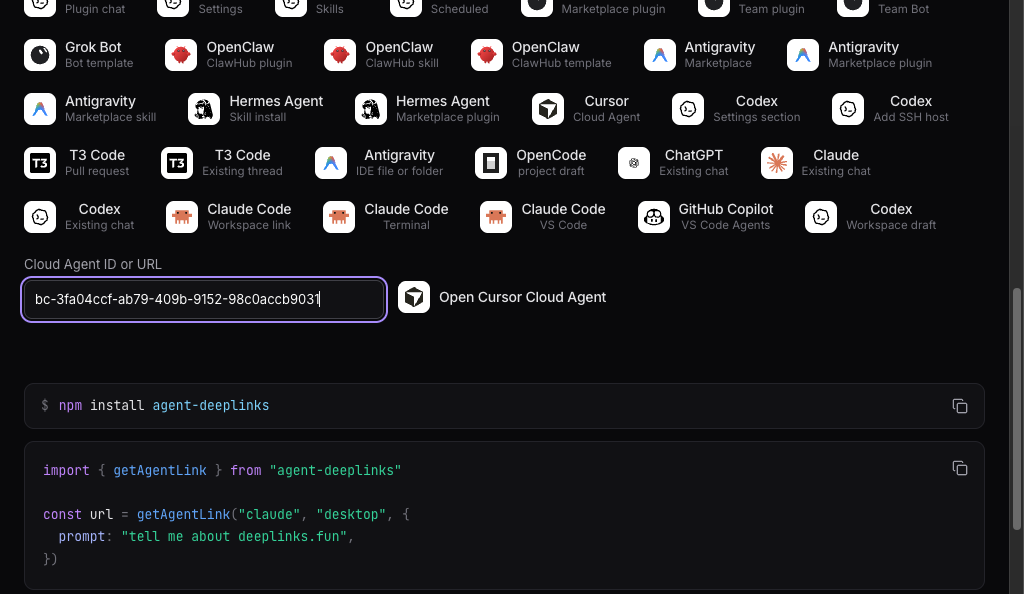 Plugin chat Settings Skills Scheduled Marketplace plugin Team plugin Team Bot
Grok Bot OpenClaw OpenClaw OpenClaw Antigravity Antigravity
Bot template ClawHub plugin ClawHub skill ClawHub template Marketplace Marketplace plugin
Antigravity Hermes Agent Hermes Agent Cursor Codex Codex
Marketplace skill Skill install Marketplace plugin Cloud Agent Settings section Add SSH host
T3 T3 Code T3 T3 Code Antigravity OpenCode ChatGPT Claude
Pull request Existing thread IDE file or folder project draft Existing chat Existing chat
Codex Claude Code Claude Code Claude Code GitHub Copilot Codex
Existing chat Workspace link Terminal VS Code VS Code Agents Workspace draft
Cloud Agent ID or URL
bc-3fa04ccf-ab79-409b-9152-98c0accb9031 Open Cursor Cloud Agent
$ npm install agent-deeplinks
import { getAgentLink } from "agent-deeplinks"
const url = getAgentLink("claude", "desktop", {
prompt: "tell me about deeplinks.fun",
})